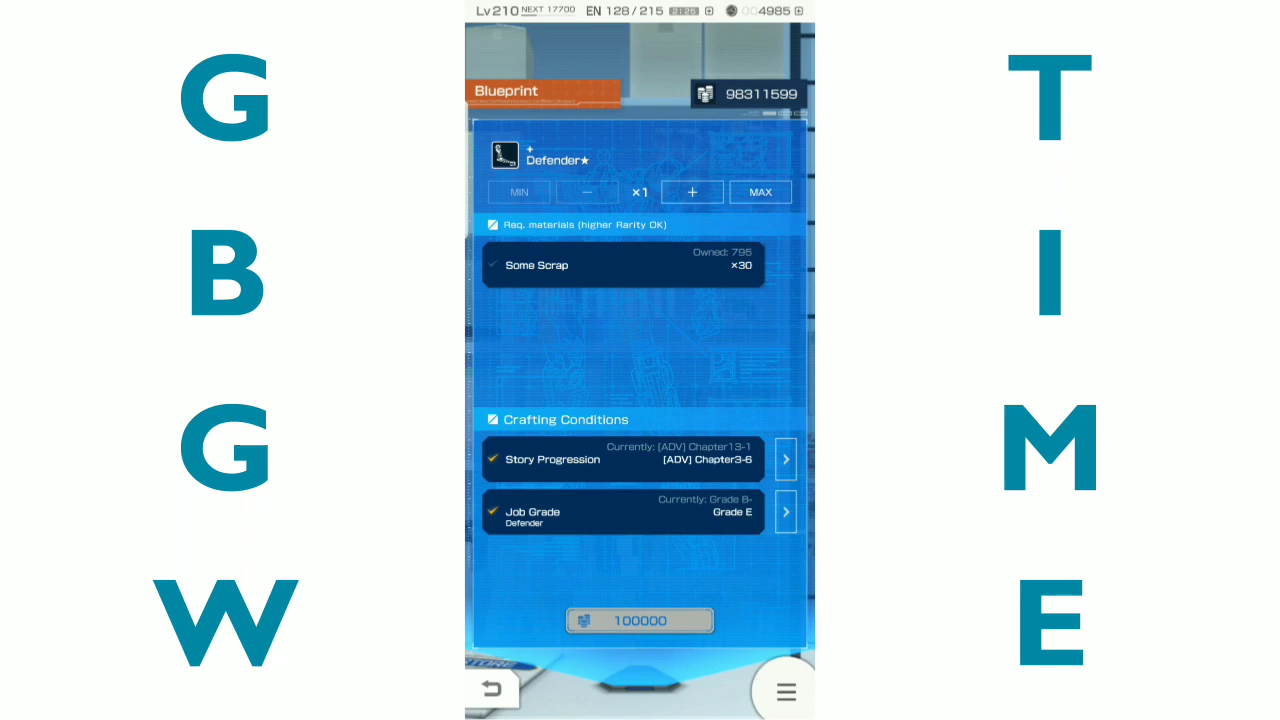 G
B
G
W
Lv210 NEXT 17700 EN 128/215 21:25 004985
Blueprint
98311599
Defender★
MIN － ×1 ＋ MAX
Req. materials (higher Rarity OK)
Owned: 795
Some Scrap ×30
Crafting Conditions
Currently: [ADV] Chapter13-1
Story Progression [ADV] Chapter3-6
Currently: Grade B-
Job Grade Grade E
Defender
100000
T
I
M
E